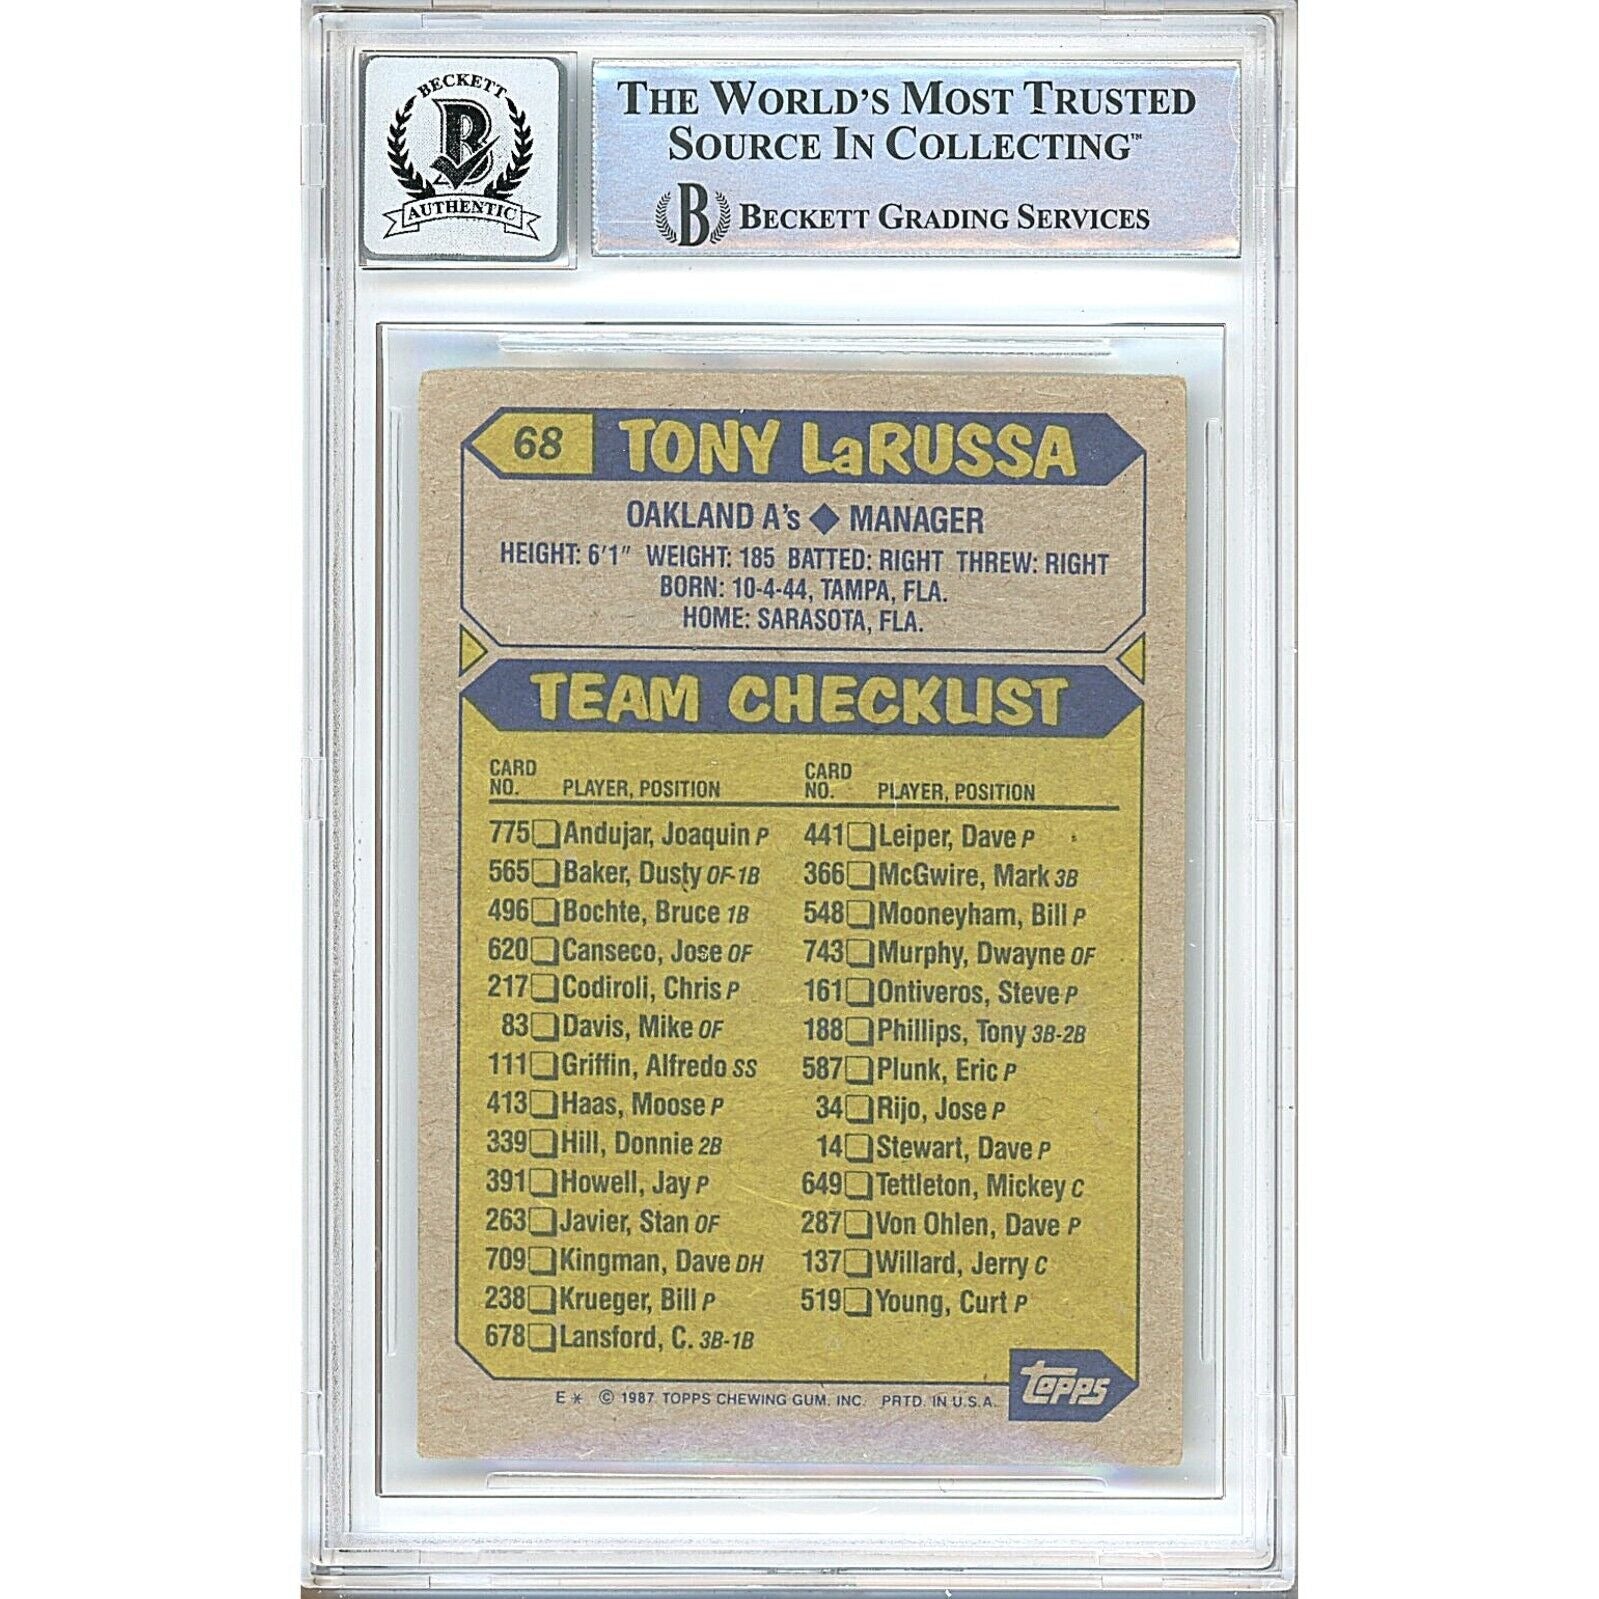 BECKETT
B
AUTHENTIC
THE WORLD'S MOST TRUSTED
SOURCE IN COLLECTING™
B BECKETT GRADING SERVICES
68 TONY LaRUSSA
OAKLAND A's ◆ MANAGER
HEIGHT: 6'1" WEIGHT: 185 BATTED: RIGHT THREW: RIGHT
BORN: 10-4-44, TAMPA, FLA.
HOME: SARASOTA, FLA.
TEAM CHECKLIST
CARD
NO. PLAYER, POSITION
775 Andujar, Joaquin P
565 Baker, Dusty OF-1B
496 Bochte, Bruce 1B
620 Canseco, Jose OF
217 Codiroli, Chris P
83 Davis, Mike OF
111 Griffin, Alfredo SS
413 Haas, Moose P
339 Hill, Donnie 2B
391 Howell, Jay P
263 Javier, Stan OF
709 Kingman, Dave DH
238 Krueger, Bill P
678 Lansford, C. 3B-1B
CARD
NO. PLAYER, POSITION
441 Leiper, Dave P
366 McGwire, Mark 3B
548 Mooneyham, Bill P
743 Murphy, Dwayne OF
161 Ontiveros, Steve P
188 Phillips, Tony 3B-2B
587 Plunk, Eric P
34 Rijo, Jose P
14 Stewart, Dave P
649 Tettleton, Mickey C
287 Von Ohlen, Dave P
137 Willard, Jerry C
519 Young, Curt P
E* © 1987 TOPPS CHEWING GUM, INC. PRTD. IN U.S.A.
topps